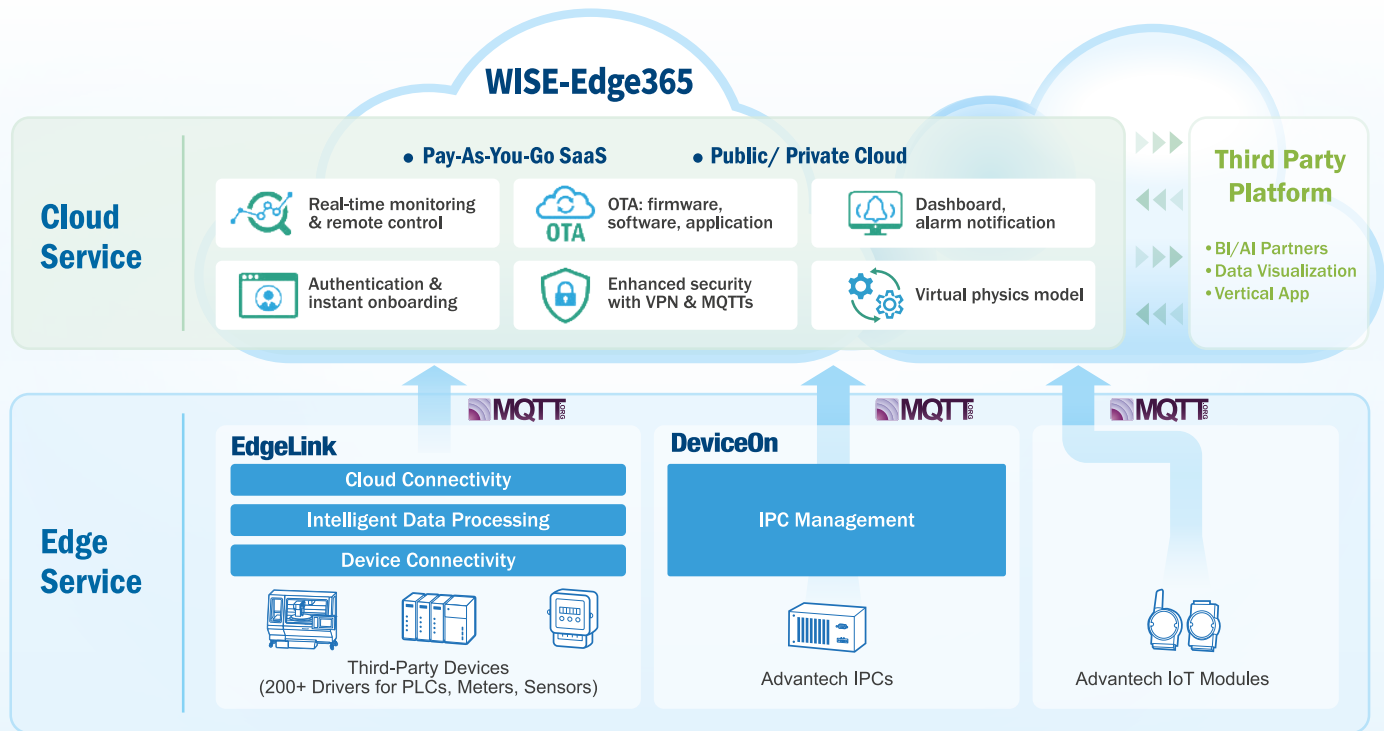 WISE-Edge365
• Pay-As-You-Go SaaS
• Public/ Private Cloud
Cloud
Service
Real-time monitoring
& remote control
OTA
OTA: firmware,
software, application
Dashboard,
alarm notification
Authentication &
instant onboarding
Enhanced security
with VPN & MQTTs
Virtual physics model
Third Party
Platform
• BI/AI Partners
• Data Visualization
• Vertical App
MQTT.ORG
MQTT.ORG
MQTT.ORG
Edge
Service
EdgeLink
Cloud Connectivity
Intelligent Data Processing
Device Connectivity
Third-Party Devices
(200+ Drivers for PLCs, Meters, Sensors)
DeviceOn
IPC Management
Advantech IPCs
Advantech IoT Modules